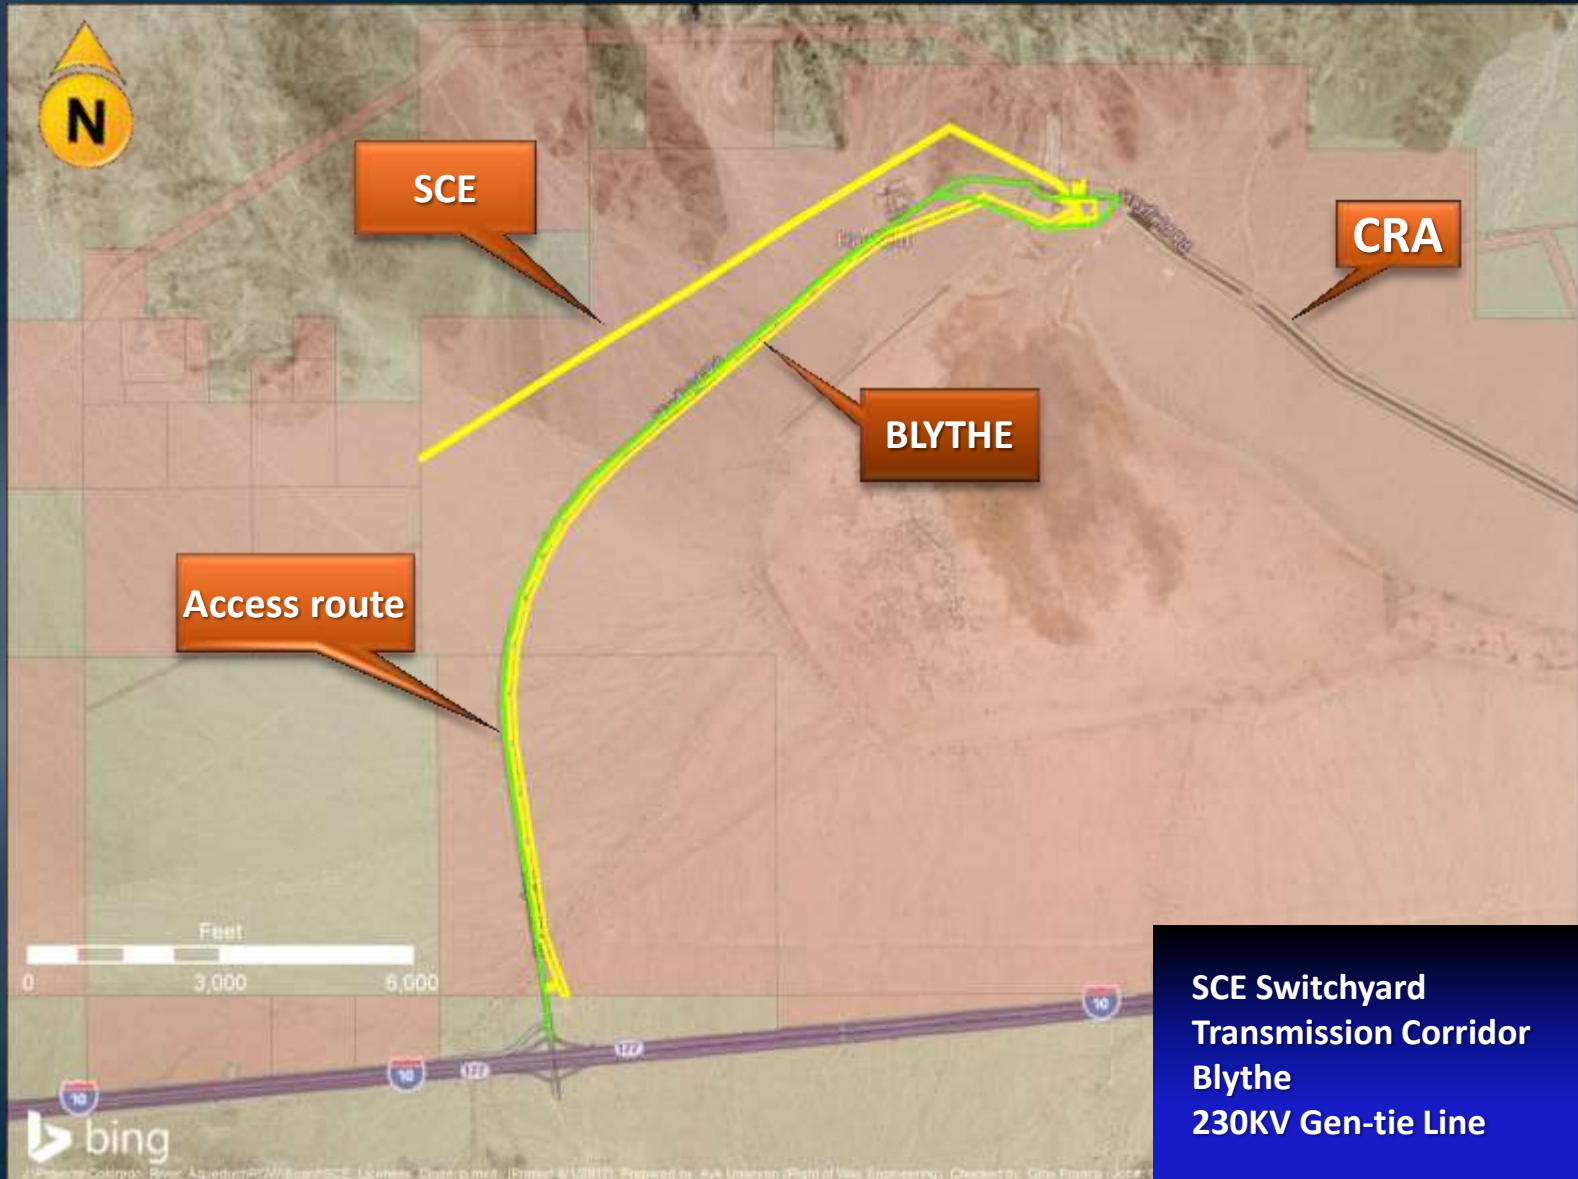 N
SCE
CRA
BLYTHE
Access route
Feet
0 3,000 6,000
10
177
10
177
10
SCE Switchyard
Transmission Corridor
Blythe
230KV Gen-tie Line
bing